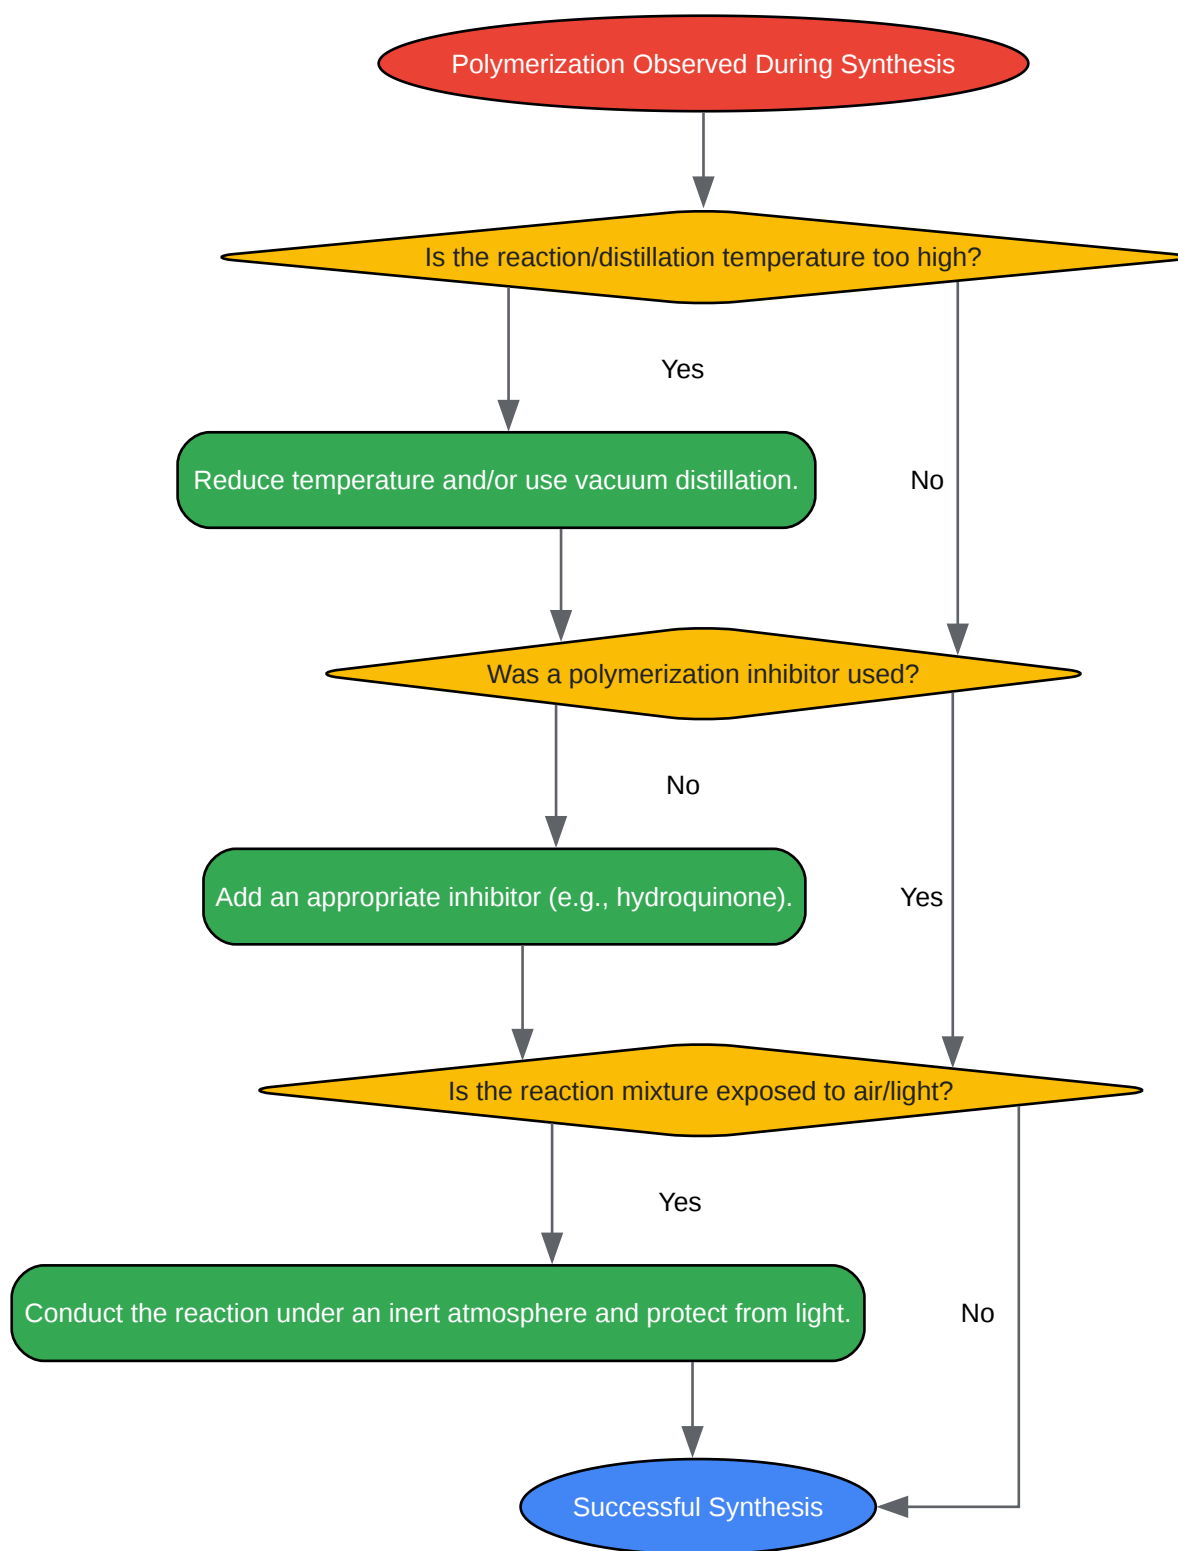 Polymerization Observed During Synthesis
Is the reaction/distillation temperature too high?
Yes
Reduce temperature and/or use vacuum distillation.
No
Was a polymerization inhibitor used?
No
Add an appropriate inhibitor (e.g., hydroquinone).
Yes
Is the reaction mixture exposed to air/light?
Yes
Conduct the reaction under an inert atmosphere and protect from light.
No
Successful Synthesis